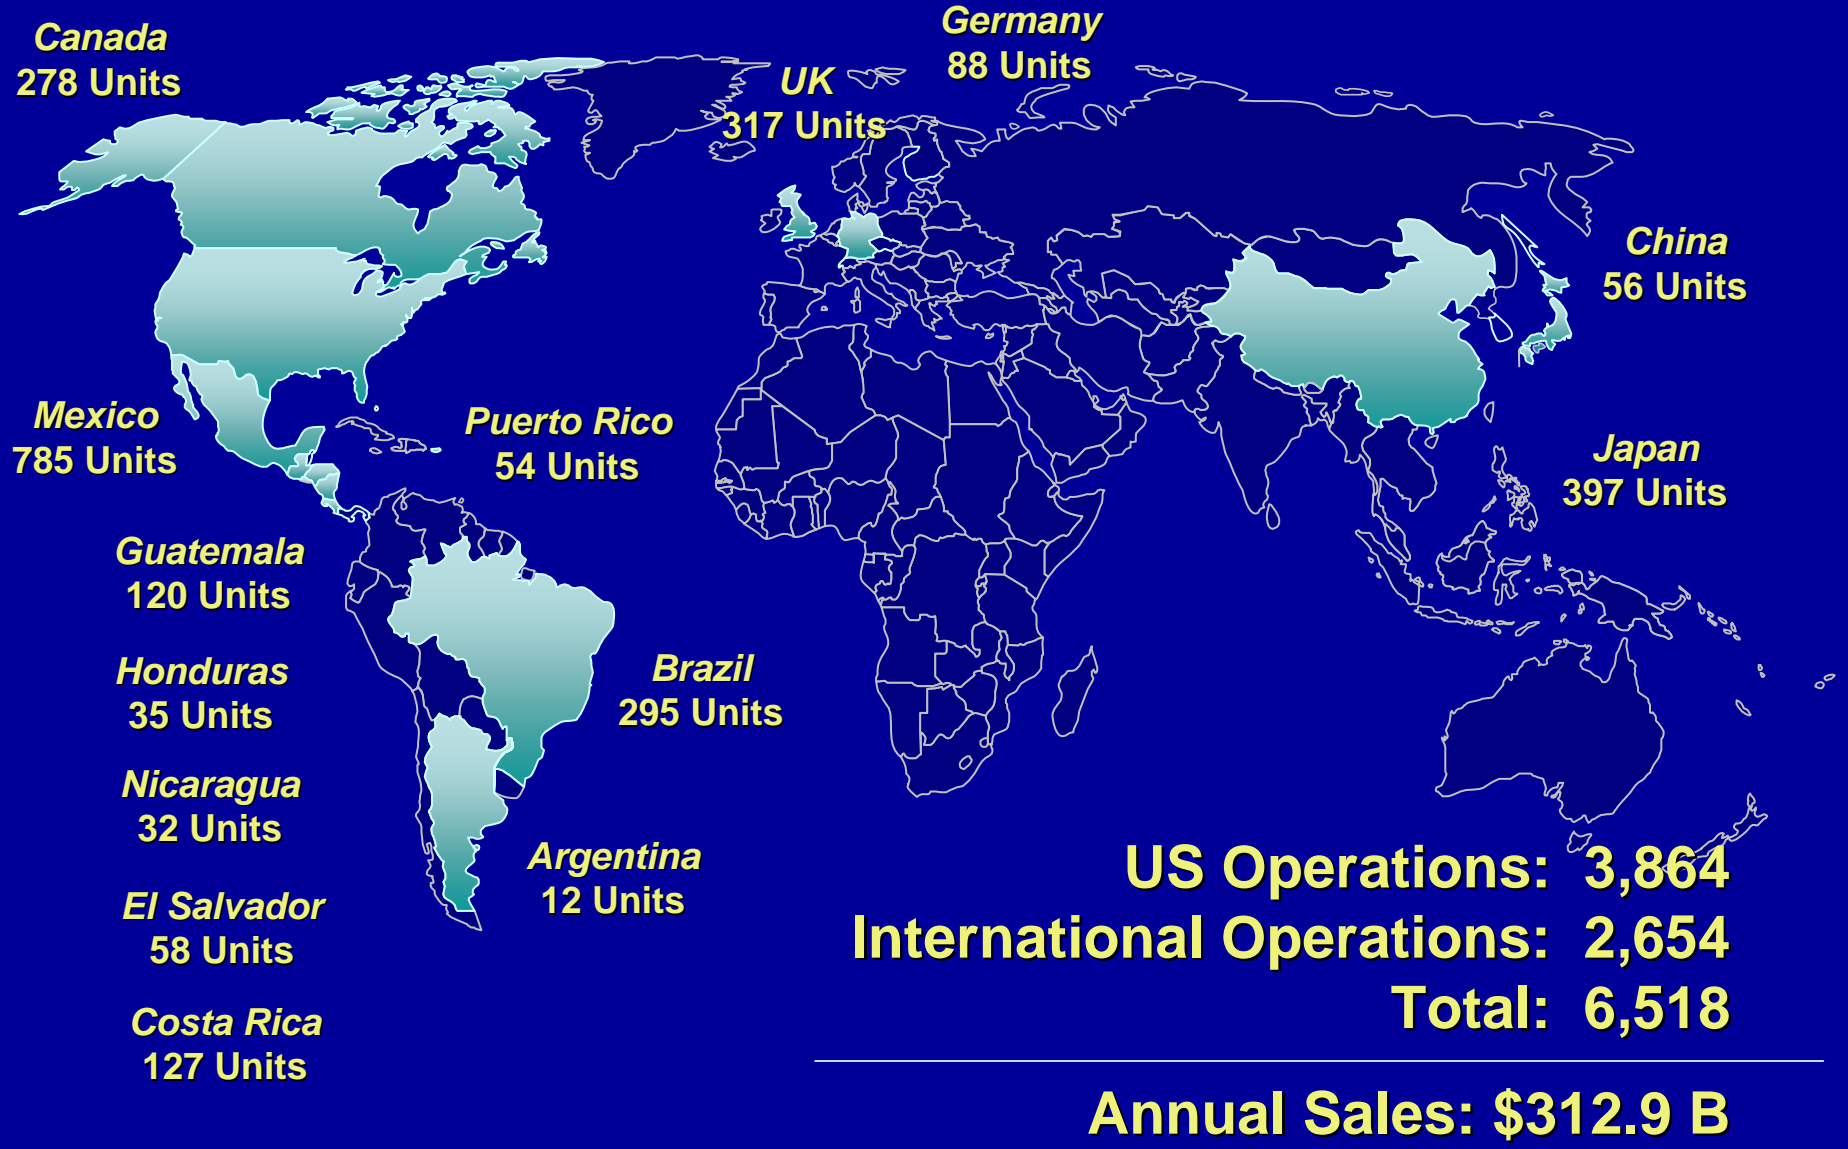 Canada
278 Units
Germany
88 Units
UK
317 Units
China
56 Units
Mexico
785 Units
Puerto Rico
54 Units
Japan
397 Units
Guatemala
120 Units
Honduras
35 Units
Brazil
295 Units
Nicaragua
32 Units
Argentina
12 Units
El Salvador
58 Units
Costa Rica
127 Units
US Operations: 3,864
International Operations: 2,654
Total: 6,518
Annual Sales: $312.9 B